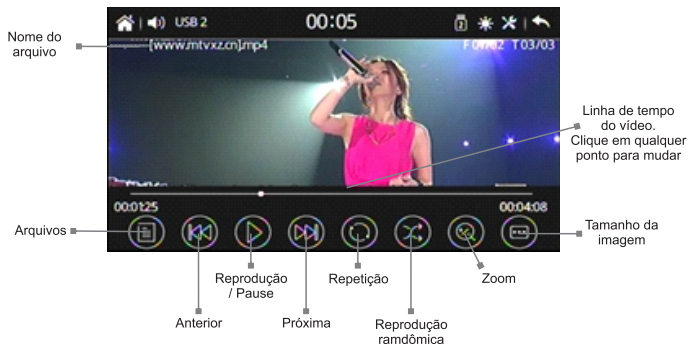 USB 2
00:05
2
Nome do
arquivo
[www.mtvxz.cn].mp4
F 01/02 T 03/03
Linha de tempo
do vídeo.
Clique em qualquer
ponto para mudar
00:01:25
00:04:08
Arquivos
Tamanho da
imagem
Reprodução
/ Pause
Repetição
Zoom
Anterior
Próxima
Reprodução
ramdômica